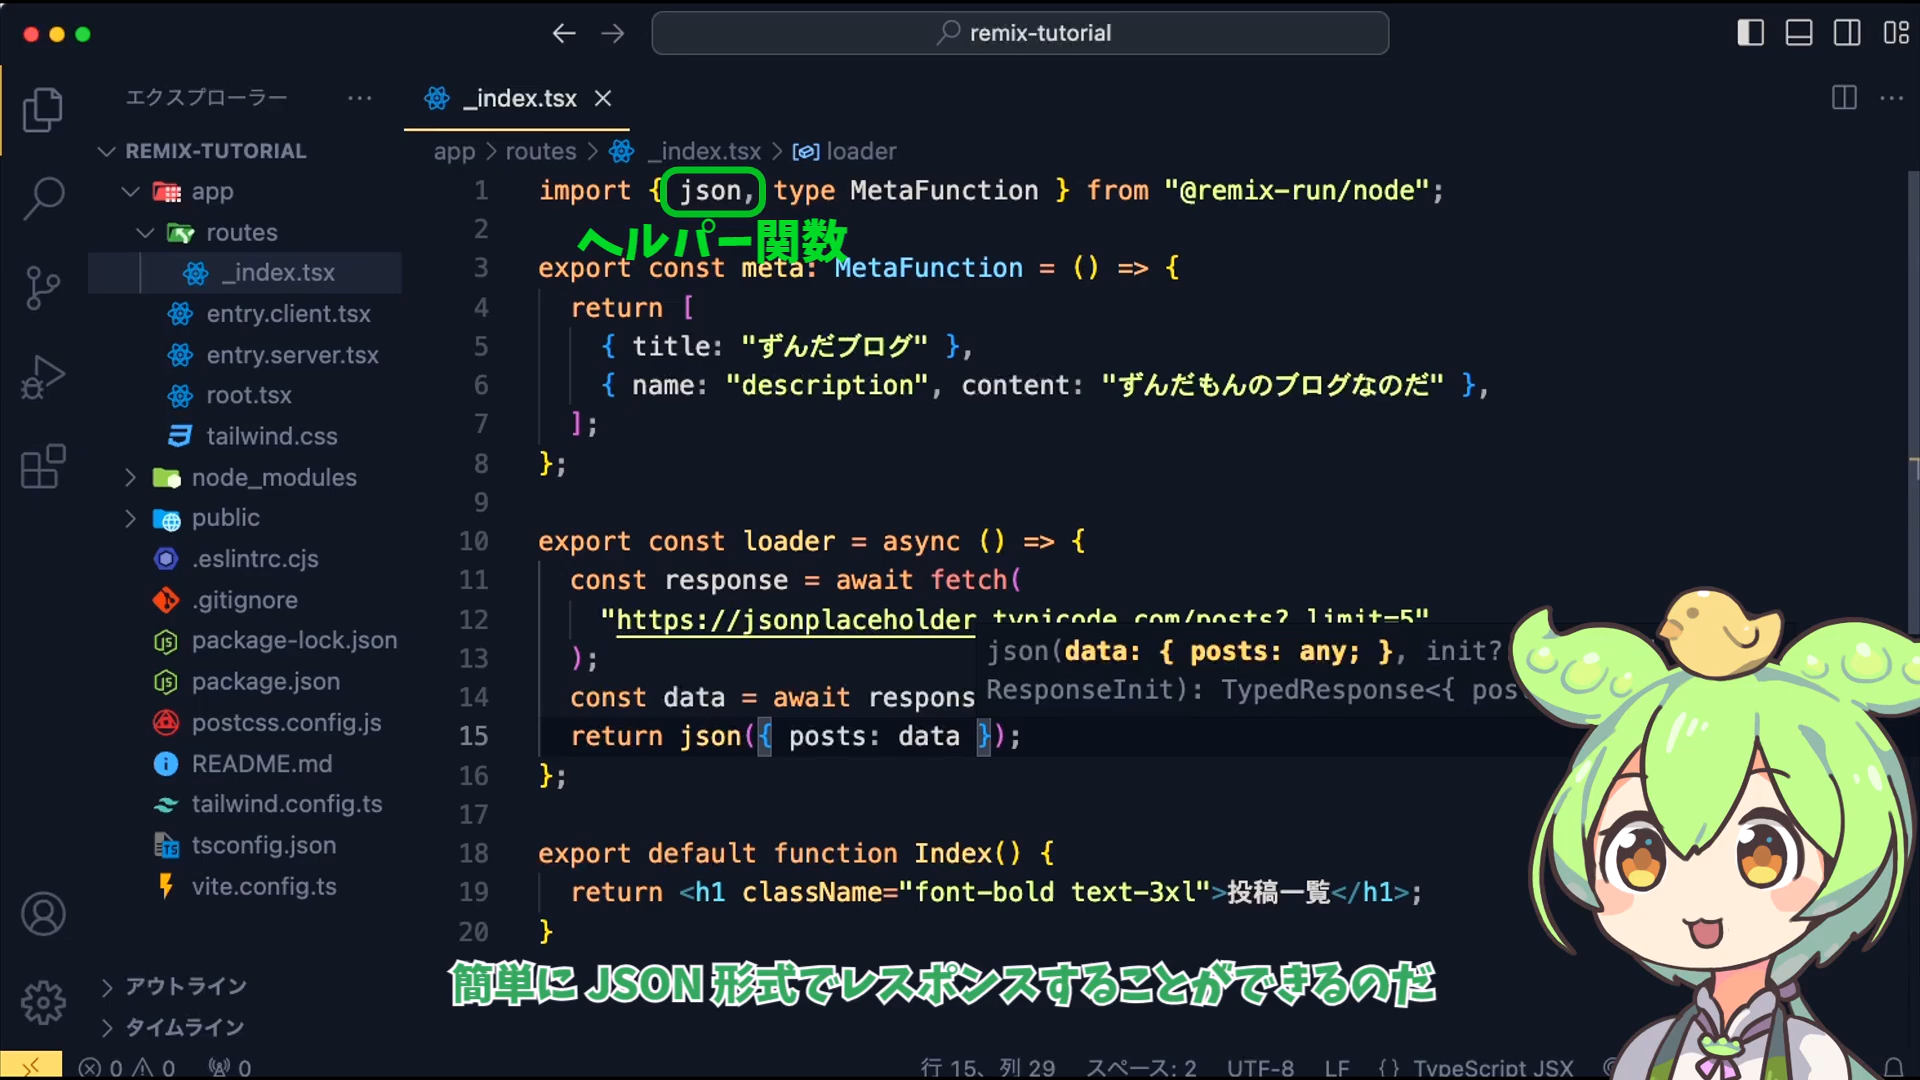 remix-tutorial
エクスプローラー
_index.tsx
REMIX-TUTORIAL
app
routes
_index.tsx
entry.client.tsx
entry.server.tsx
root.tsx
tailwind.css
node_modules
public
.eslintrc.cjs
.gitignore
package-lock.json
package.json
postcss.config.js
README.md
tailwind.config.ts
tsconfig.json
vite.config.ts
アウトライン
タイムライン
app > routes > _index.tsx > loader
1 import { json, type MetaFunction } from "@remix-run/node";
ヘルパー関数
2
3 export const meta: MetaFunction = () => {
4 return [
5 { title: "ずんだブログ" },
6 { name: "description", content: "ずんだもんのブログなのだ" },
7 ];
8 };
9
10 export const loader = async () => {
11 const response = await fetch(
12 "https://jsonplaceholder.typicode.com/posts?_limit=5"
13 );
json(data: { posts: any; }, init?
ResponseInit): TypedResponse<{ pos
14 const data = await respons
15 return json({ posts: data });
16 };
17
18 export default function Index() {
19 return <h1 className="font-bold text-3xl">投稿一覧</h1>;
20 }
簡単に JSON 形式でレスポンスすることができるのだ
0 0 0
行 15、列 29 スペース: 2 UTF-8 LF {} TypeScript JSX